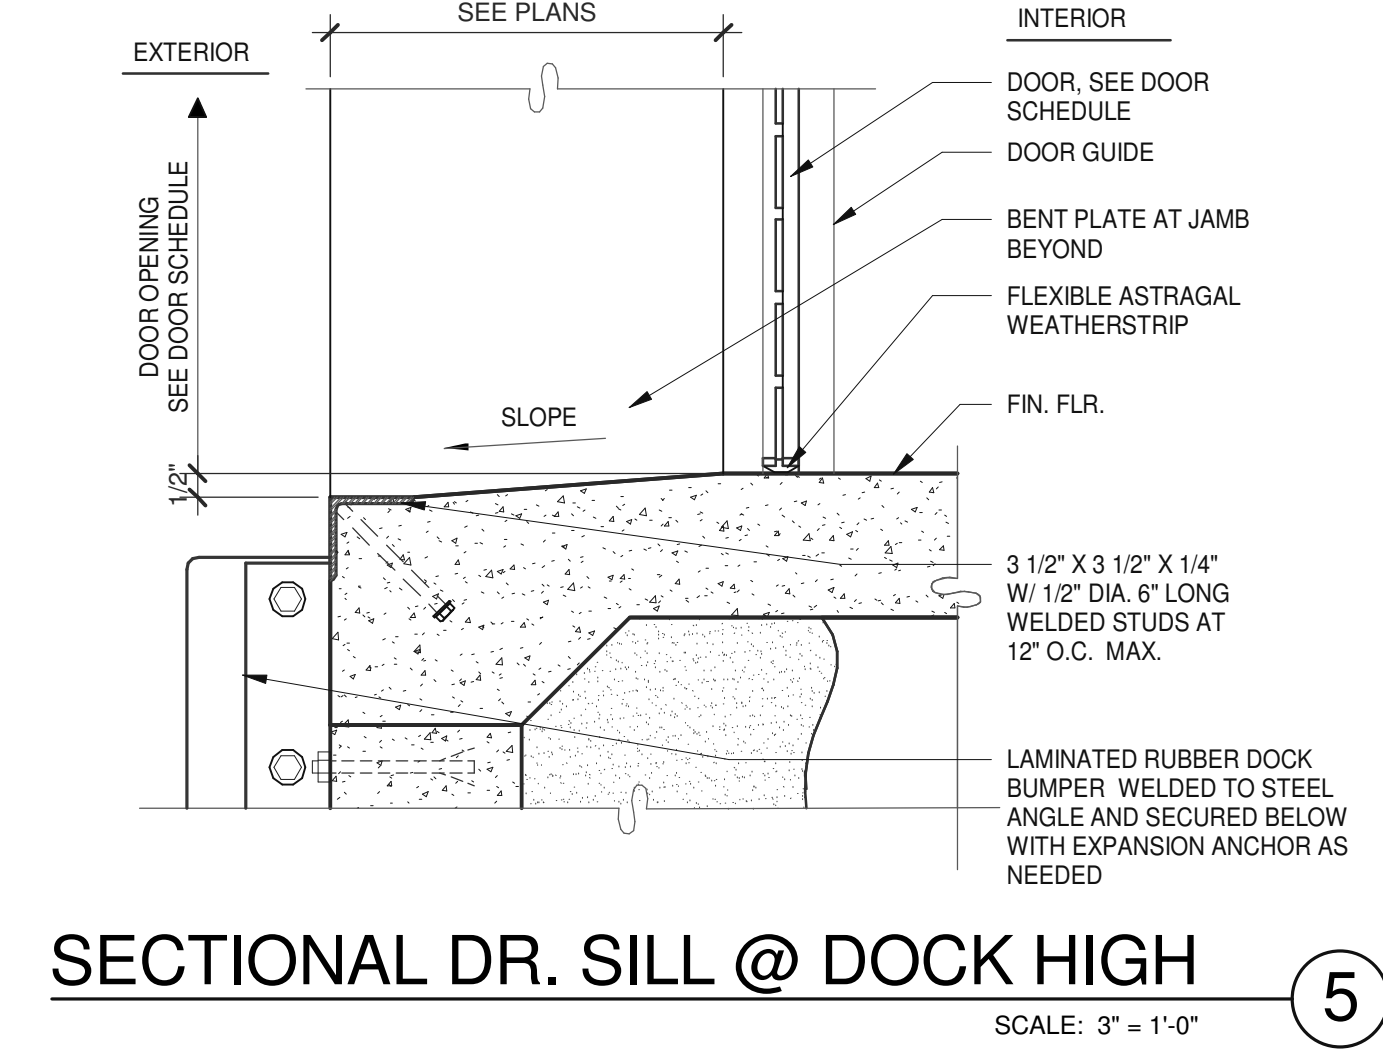 SEE PLANS
EXTERIOR
INTERIOR
DOOR, SEE DOOR
SCHEDULE
DOOR GUIDE
BENT PLATE AT JAMB
BEYOND
FLEXIBLE ASTRAGAL
WEATHERSTRIP
DOOR OPENING
SEE DOOR SCHEDULE
SLOPE
FIN. FLR.
1/2"
3 1/2" X 3 1/2" X 1/4"
W/ 1/2" DIA. 6" LONG
WELDED STUDS AT
12" O.C. MAX.
LAMINATED RUBBER DOCK
BUMPER WELDED TO STEEL
ANGLE AND SECURED BELOW
WITH EXPANSION ANCHOR AS
NEEDED
SECTIONAL DR. SILL @ DOCK HIGH
5
SCALE: 3" = 1'-0"